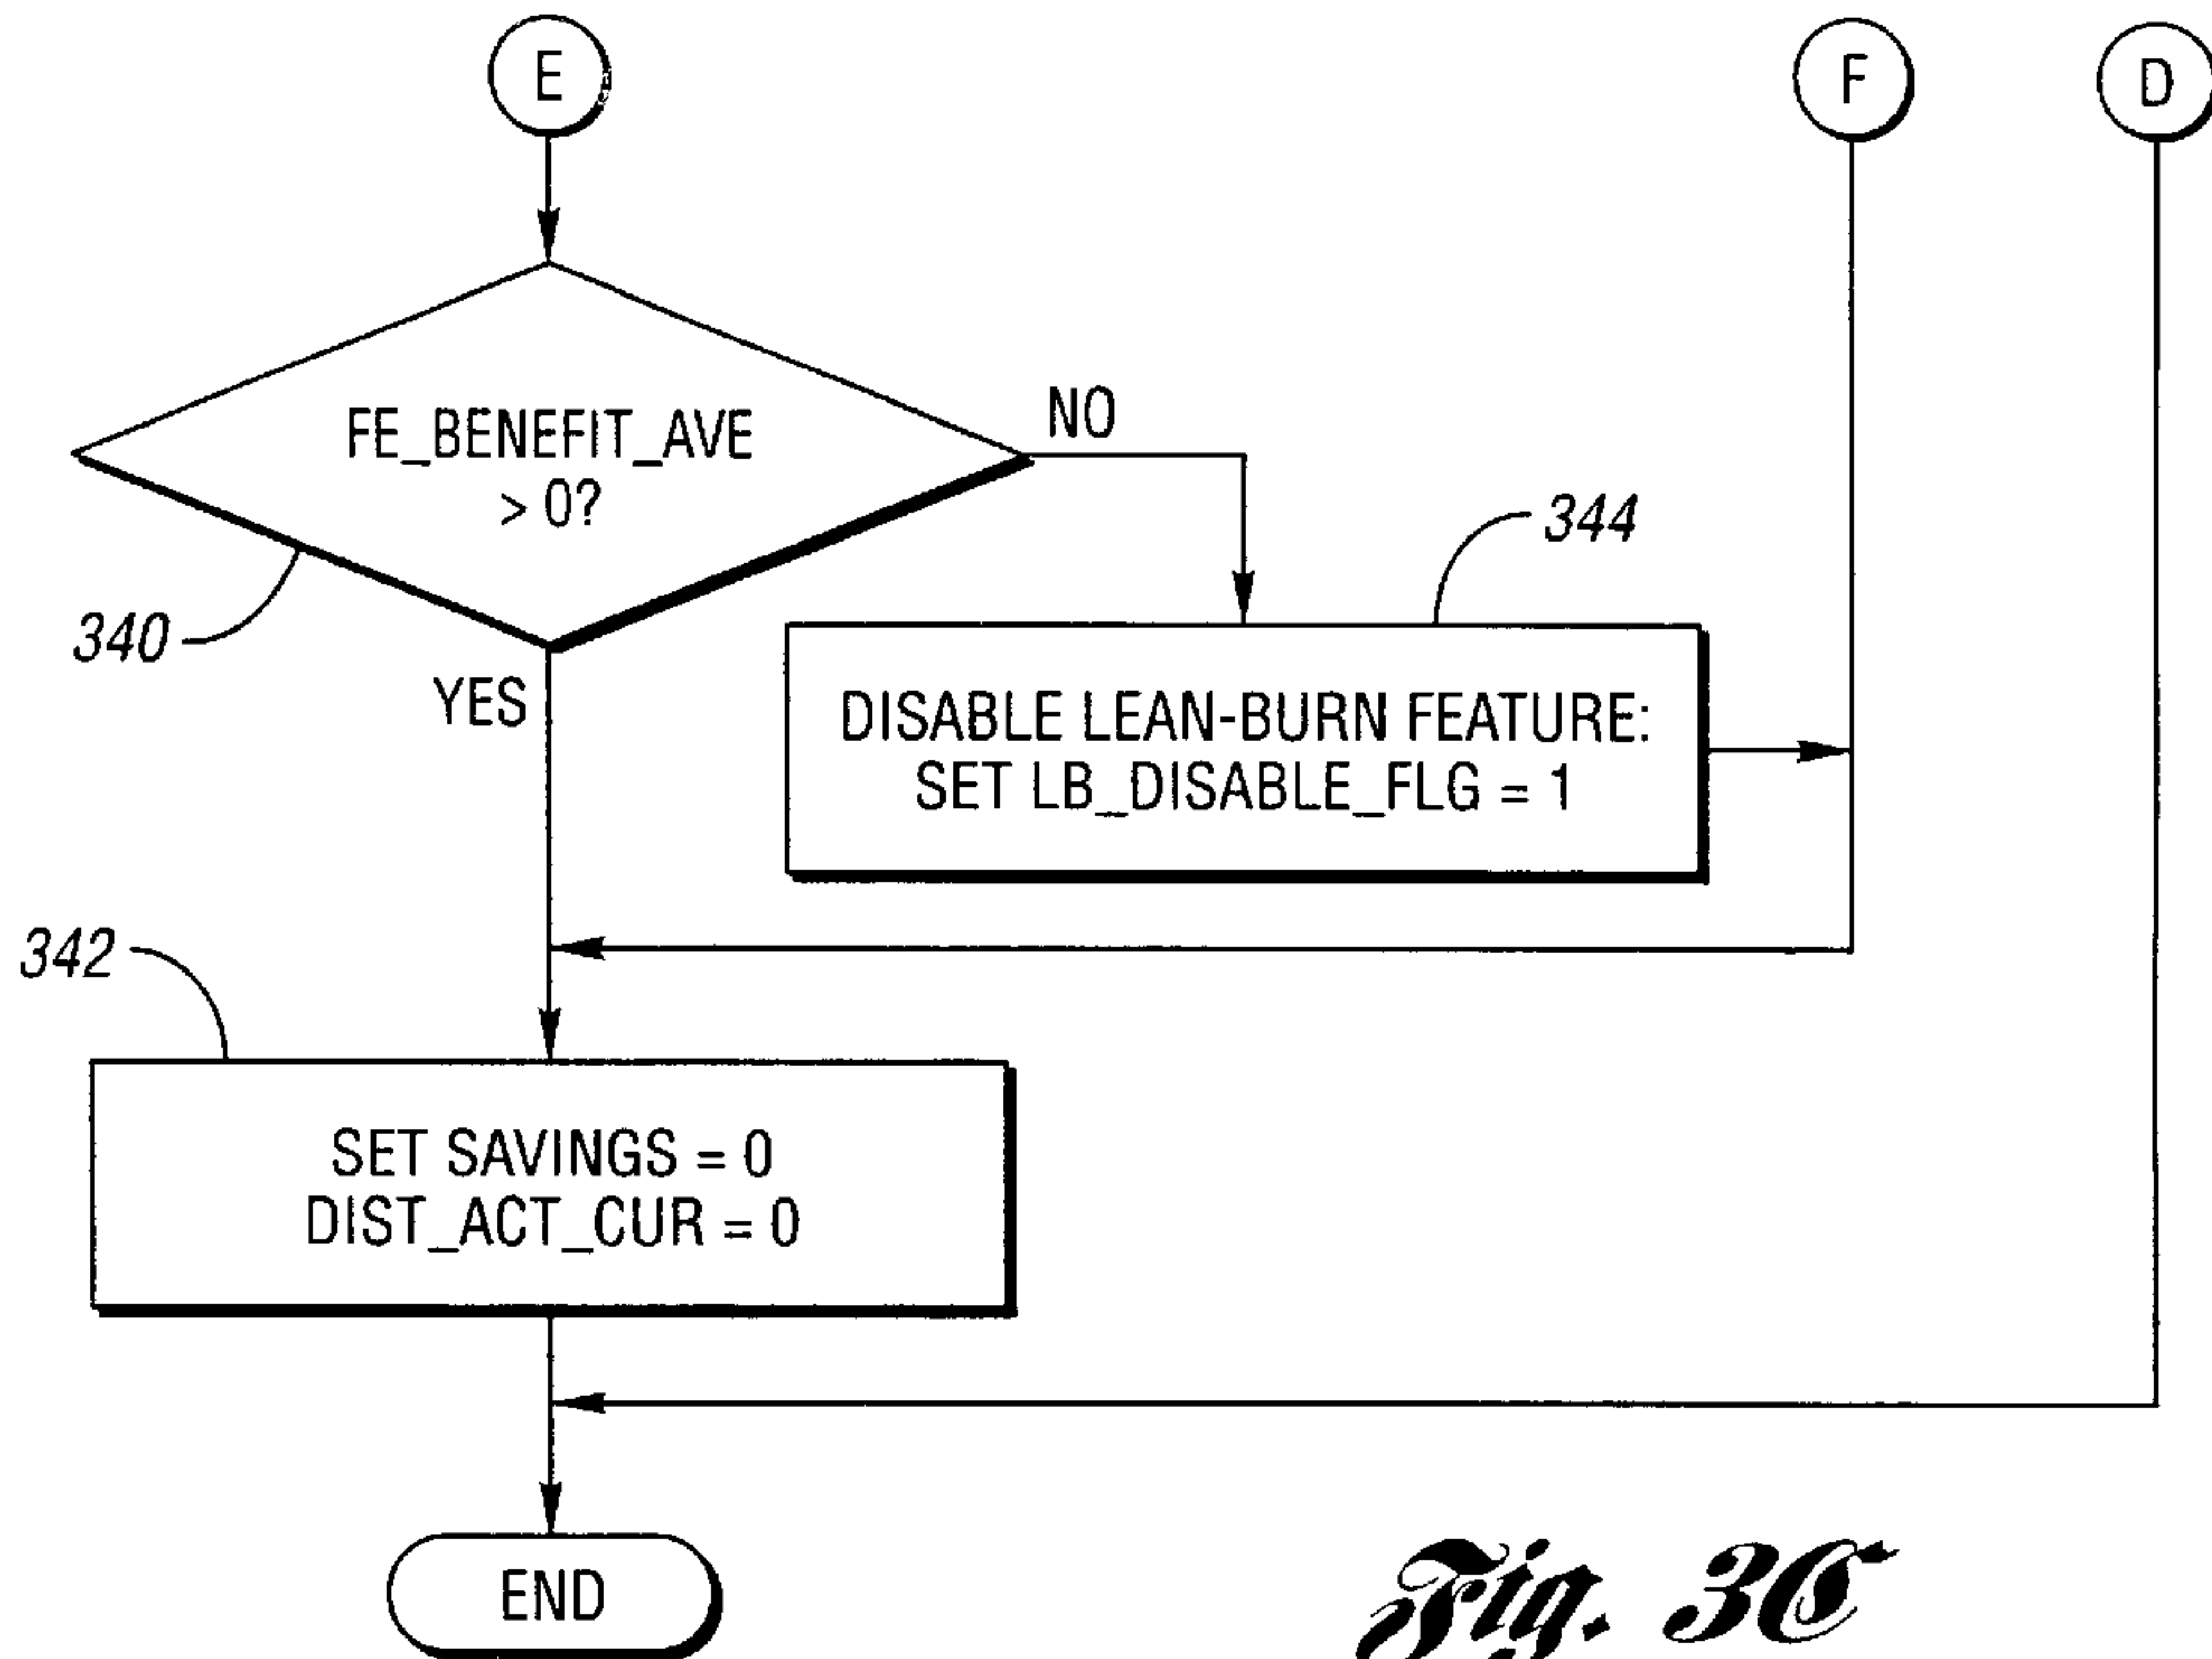 E
F
D
FE_BENEFIT_AVE
> 0?
NO
340
344
YES
DISABLE LEAN-BURN FEATURE:
SET LB_DISABLE_FLG = 1
342
SET SAVINGS = 0
DIST_ACT_CUR = 0
END
Fig. 3C